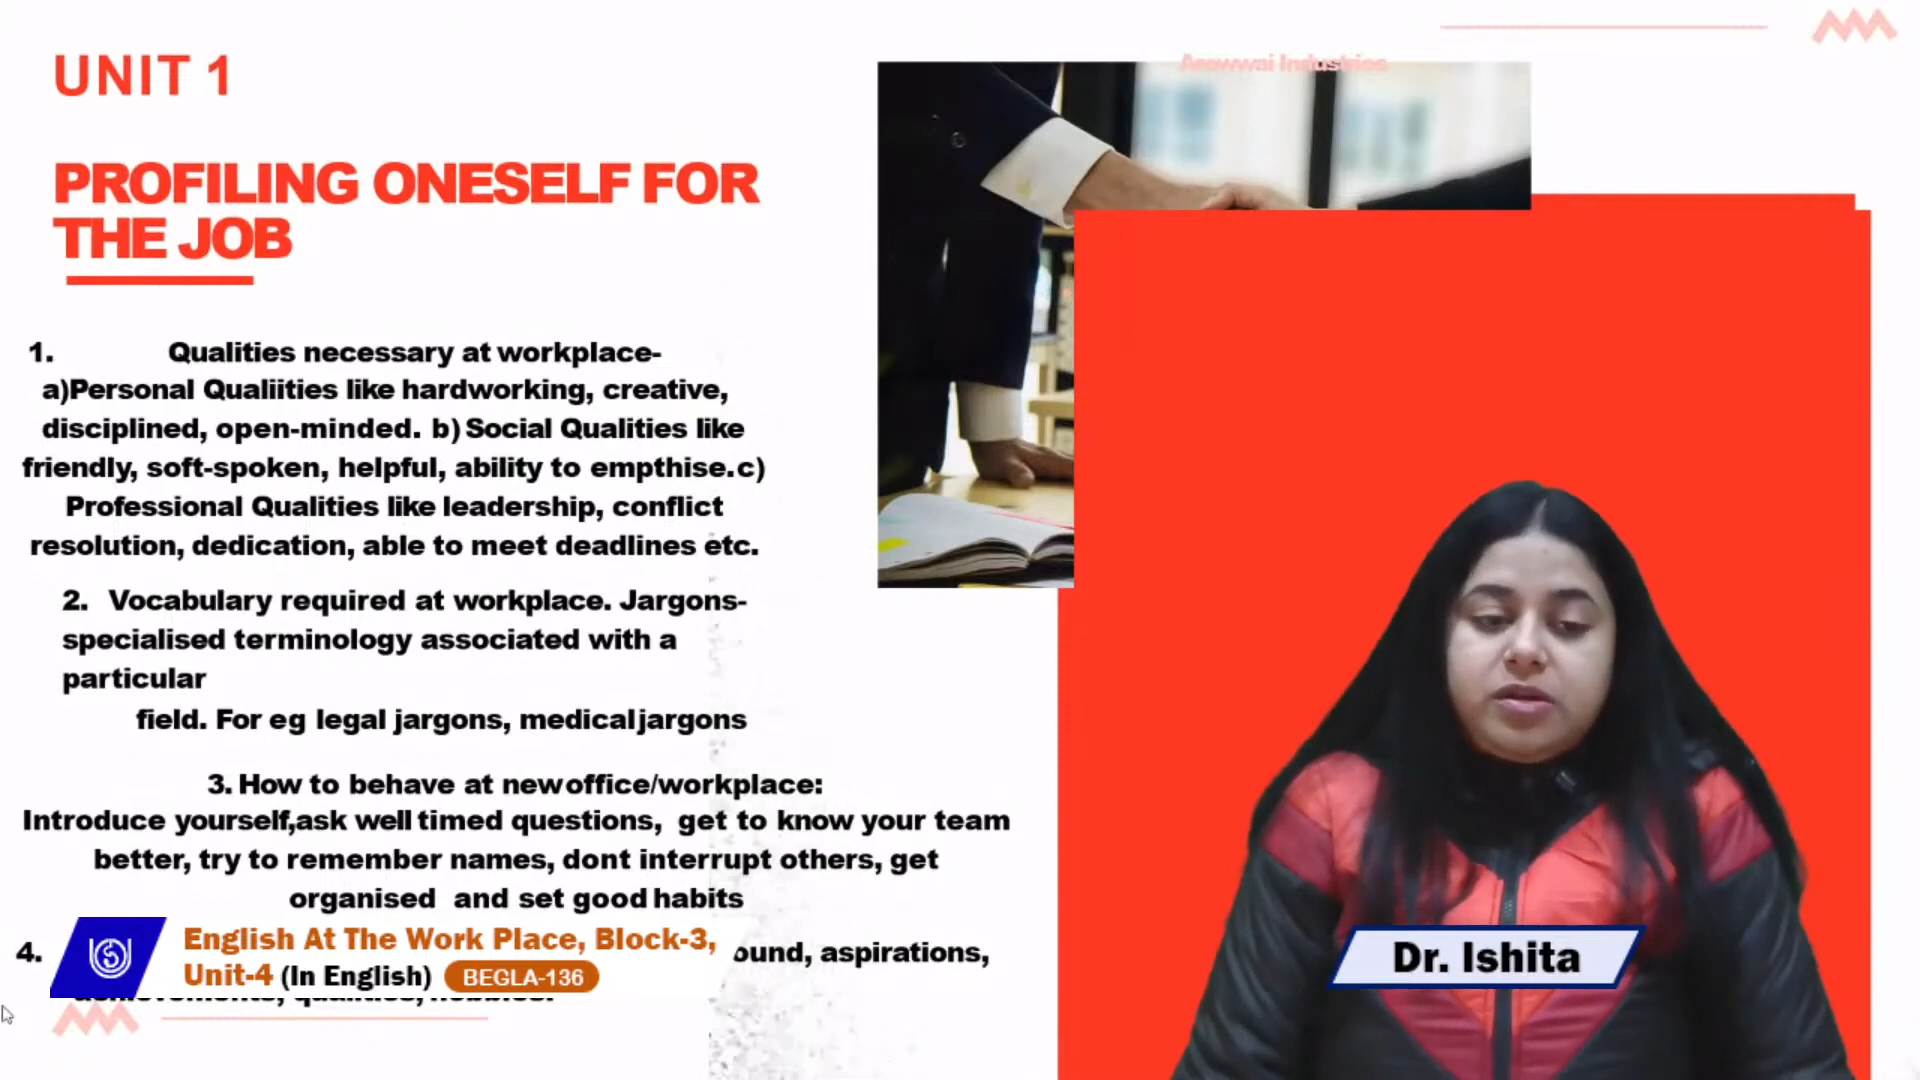 Arowwai Industries
UNIT 1
PROFILING ONESELF FOR
THE JOB
1. Qualities necessary at workplace-
a)Personal Qualiities like hardworking, creative,
disciplined, open-minded. b) Social Qualities like
friendly, soft-spoken, helpful, ability to empthise.c)
Professional Qualities like leadership, conflict
resolution, dedication, able to meet deadlines etc.
2. Vocabulary required at workplace. Jargons-
specialised terminology associated with a
particular
field. For eg legal jargons, medical jargons
3. How to behave at new office/workplace:
Introduce yourself,ask well timed questions, get to know your team
better, try to remember names, dont interrupt others, get
organised and set good habits
4. ound, aspirations,
English At The Work Place, Block-3,
Unit-4 (In English) BEGLA-136
Dr. Ishita